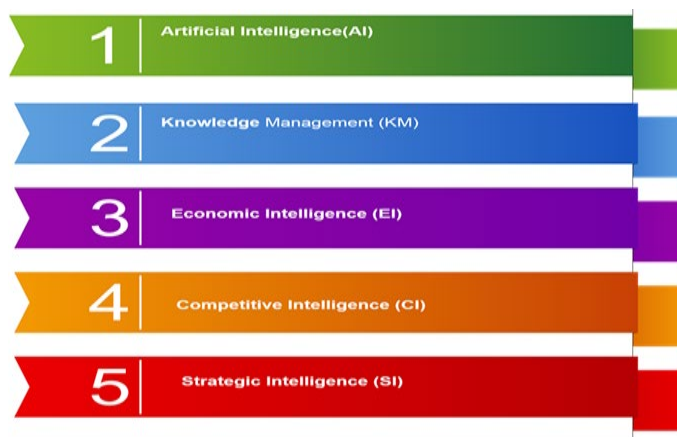 1 Artificial Intelligence(AI)
2 Knowledge Management (KM)
3 Economic Intelligence (EI)
4 Competitive Intelligence (CI)
5 Strategic Intelligence (SI)